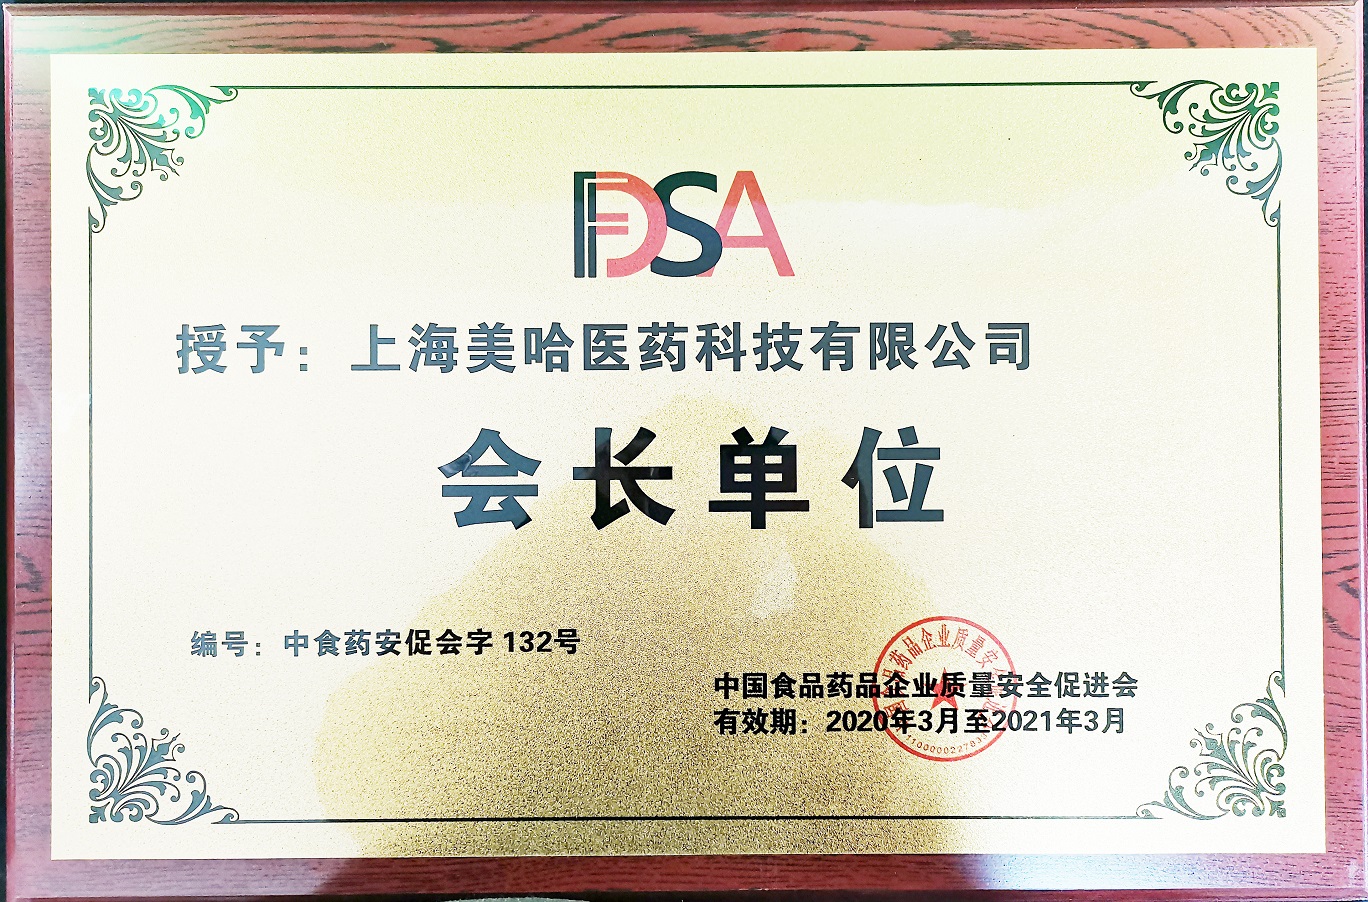 FDSA
授予：上海美哈医药科技有限公司
会长单位
编号：中食药安促会字 132号
中国食品药品企业质量安全促进会
有效期：2020年3月至2021年3月